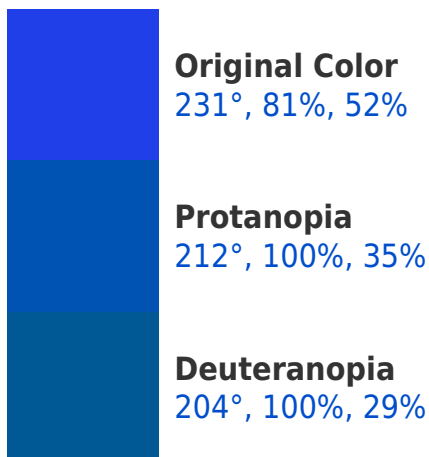 Original Color
231°, 81%, 52%
Protanopia
212°, 100%, 35%
Deuteranopia
204°, 100%, 29%